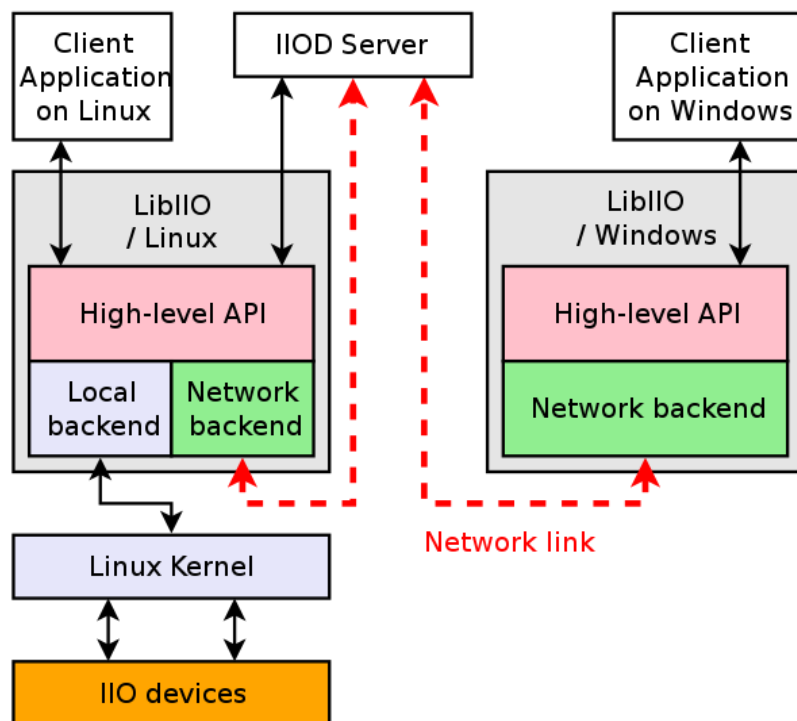 Client
Application
on Linux
IIOD Server
Client
Application
on Windows
LibIIO
/ Linux
LibIIO
/ Windows
High-level API
High-level API
Local
backend
Network
backend
Network backend
Network link
Linux Kernel
IIO devices